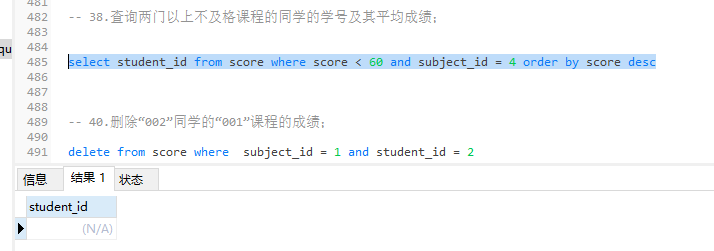 481
482 -- 38.查询两门以上不及格课程的同学的学号及其平均成绩；
483
484
qu
485 select student_id from score where score < 60 and subject_id = 4 order by score desc
486
487
488
489 -- 40.删除“002”同学的“001”课程的成绩；
490
491 delete from score where  subject_id = 1 and student_id = 2
信息 结果 1 状态
student_id
(N/A)